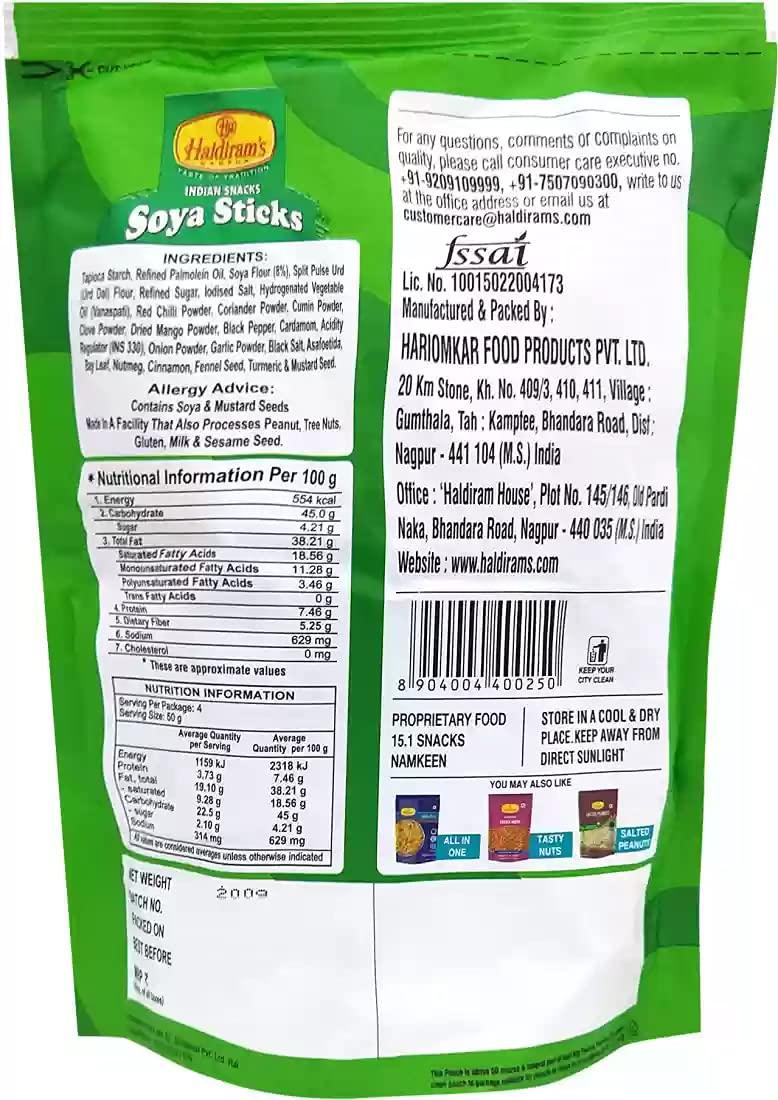 Haldiram's
NAGPUR
TASTE OF TRADITION
INDIAN SNACKS
Soya Sticks
INGREDIENTS:
Tapioca Starch, Refined Palmolein Oil, Soya Flour (8%), Split Pulse Urd
(Urd Dal) Flour, Refined Sugar, Iodised Salt, Hydrogenated Vegetable
Oil (Vanaspati), Red Chilli Powder, Coriander Powder, Cumin Powder,
Clove Powder, Dried Mango Powder, Black Pepper, Cardamom, Acidity
Regulator (INS 330), Onion Powder, Garlic Powder, Black Salt, Asafoetida,
Bay Leaf, Nutmeg, Cinnamon, Fennel Seed, Turmeric & Mustard Seed.
Allergy Advice:
Contains Soya & Mustard Seeds
Made In A Facility That Also Processes Peanut, Tree Nuts,
Gluten, Milk & Sesame Seed.
* Nutritional Information Per 100 g
1. Energy 554 kcal
2. Carbohydrate 45.0 g
Sugar 4.21 g
3. Total Fat 38.21 g
Saturated Fatty Acids 18.56 g
Monounsaturated Fatty Acids 11.28 g
Polyunsaturated Fatty Acids 3.46 g
Trans Fatty Acids 0 g
4. Protein 7.46 g
5. Dietary Fiber 5.25 g
6. Sodium 629 mg
7. Cholesterol 0 mg
* These are approximate values
NUTRITION INFORMATION
Serving Per Package: 4
Serving Size: 50 g
Average Quantity per Serving Average Quantity per 100 g
Energy 1159 kJ 2318 kJ
Protein 3.73 g 7.46 g
Fat, total 19.10 g 38.21 g
- saturated 9.28 g 18.56 g
Carbohydrate 22.5 g 45 g
- sugar 2.10 g 4.21 g
Sodium 314 mg 629 mg
All values are considered averages unless otherwise indicated
NET WEIGHT 200g
BATCH NO.
PACKED ON
BEST BEFORE
MRP ₹
(Incl. of all taxes)
For any questions, comments or complaints on
quality, please call consumer care executive no.
+91-9209109999, +91-7507090300, write to us
at the office address or email us at
customercare@haldirams.com
fssai
Lic. No. 10015022004173
Manufactured & Packed By :
HARIOMKAR FOOD PRODUCTS PVT. LTD.
20 Km Stone, Kh. No. 409/3, 410, 411, Village :
Gumthala, Tah : Kamptee, Bhandara Road, Dist :
Nagpur - 441 104 (M.S.) India
Office : 'Haldiram House', Plot No. 145/146, Old Pardi
Naka, Bhandara Road, Nagpur - 440 035 (M.S.) India
Website : www.haldirams.com
8 904004 400250
KEEP YOUR
CITY CLEAN
PROPRIETARY FOOD
15.1 SNACKS
NAMKEEN
STORE IN A COOL & DRY
PLACE.KEEP AWAY FROM
DIRECT SUNLIGHT
YOU MAY ALSO LIKE
ALL IN
ONE
TASTY
NUTS
SALTED
PEANUTS